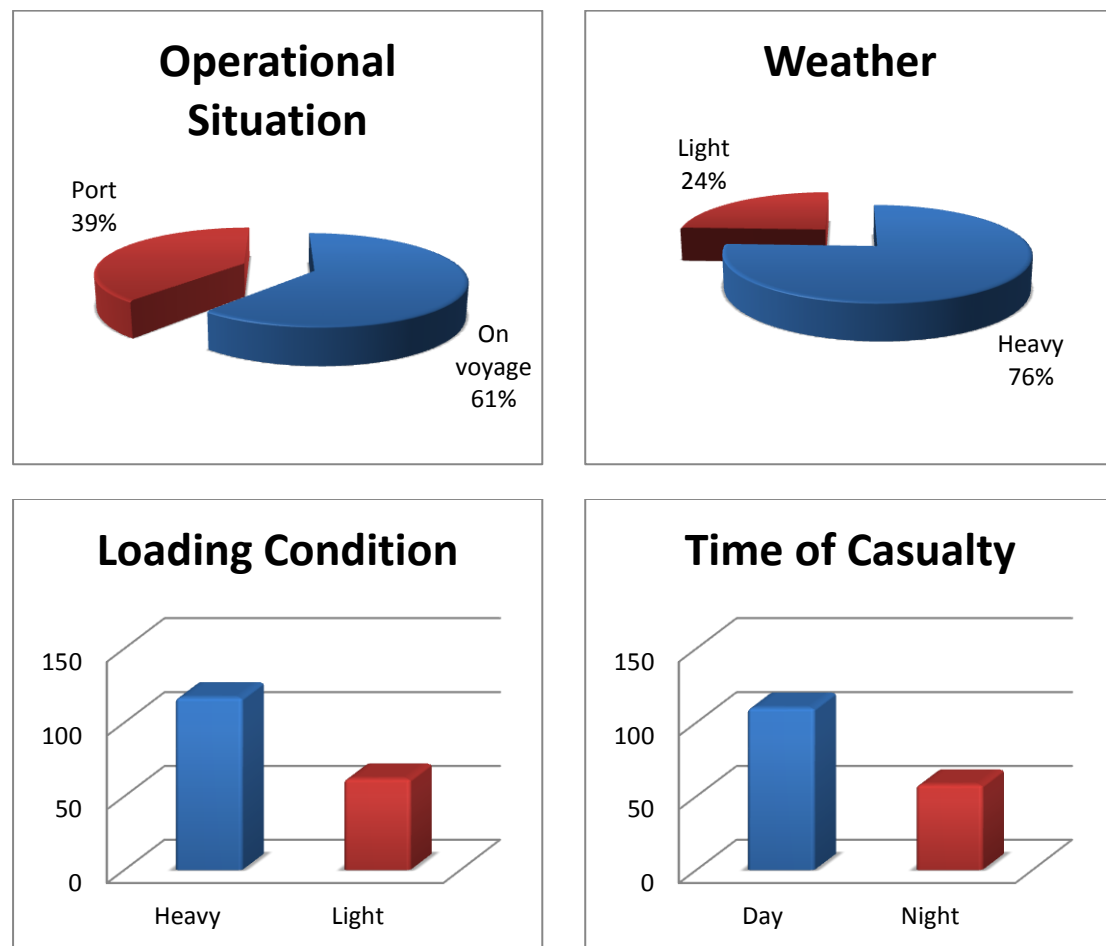 Operational
Situation
Port
39%
On
voyage
61%
Weather
Light
24%
Heavy
76%
Loading Condition
150
100
50
0
Heavy
Light
Time of Casualty
150
100
50
0
Day
Night